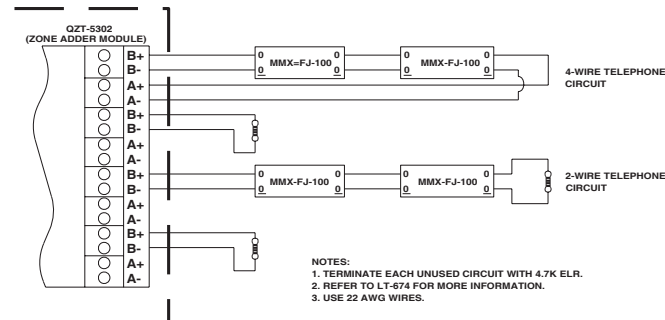 QZT-5302
(ZONE ADDER MODULE)
B+
B-
A+
A-
B+
B-
A+
A-
B+
B-
A+
A-
B+
B-
A+
A-
0 0
MMX=FJ-100
0 0
0 0
MMX-FJ-100
0 0
4-WIRE TELEPHONE
CIRCUIT
0 0
MMX-FJ-100
0 0
0 0
MMX-FJ-100
0 0
2-WIRE TELEPHONE
CIRCUIT
NOTES:
1. TERMINATE EACH UNUSED CIRCUIT WITH 4.7K ELR.
2. REFER TO LT-674 FOR MORE INFORMATION.
3. USE 22 AWG WIRES.